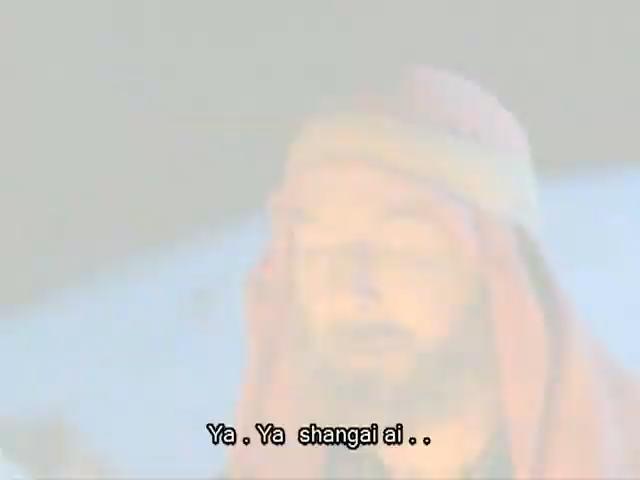 Ya . Ya  shangai ai . .